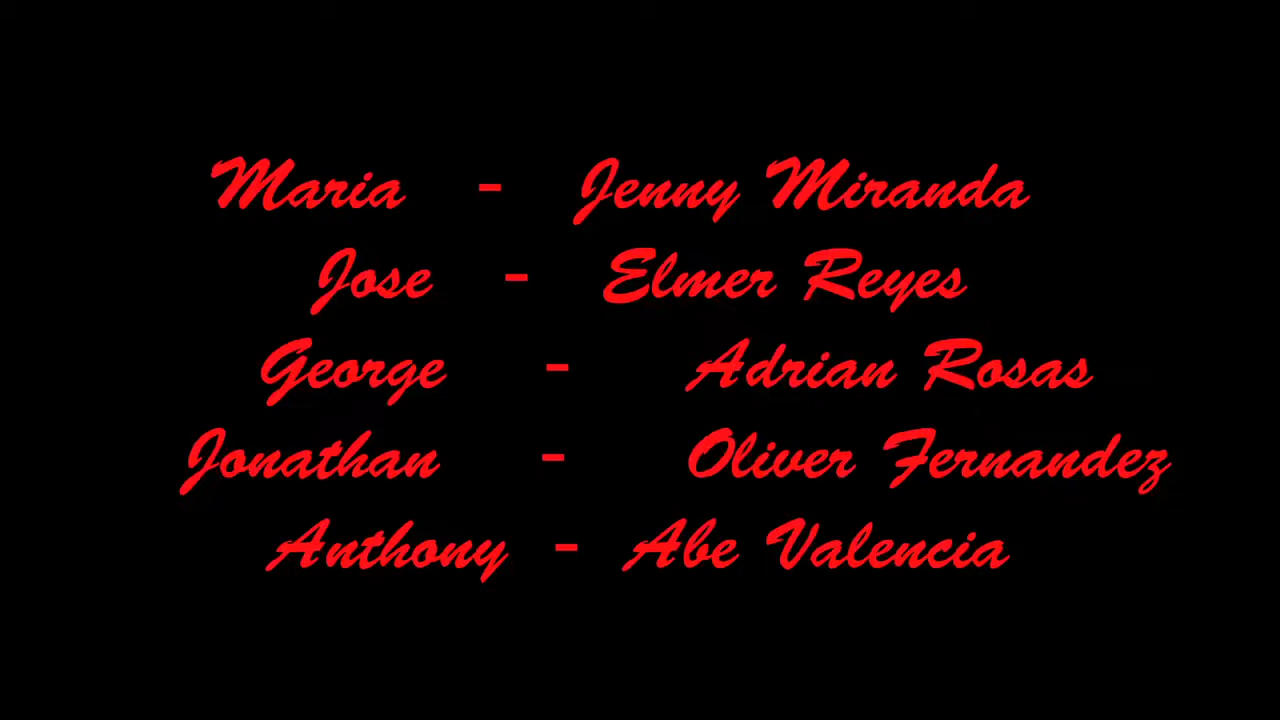 Maria - Jenny Miranda
Jose - Elmer Reyes
George - Adrian Rosas
Jonathan - Oliver Fernandez
Anthony - Abe Valencia